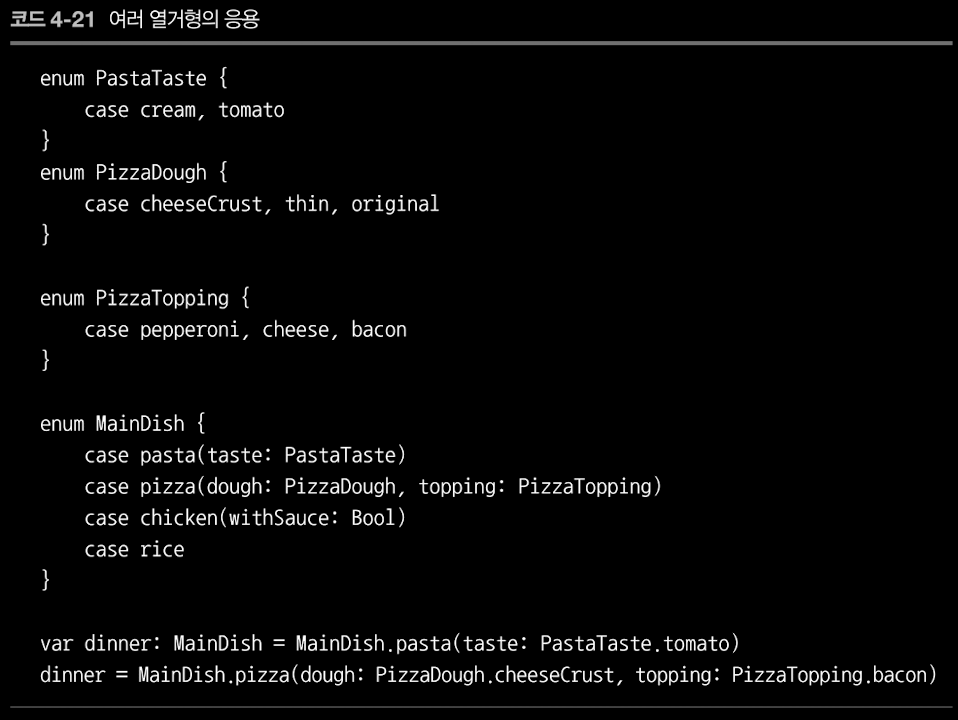 코드 4-21 여러 열거형의 응용
enum PastaTaste {
    case cream, tomato
}
enum PizzaDough {
    case cheeseCrust, thin, original
}
enum PizzaTopping {
    case pepperoni, cheese, bacon
}
enum MainDish {
    case pasta(taste: PastaTaste)
    case pizza(dough: PizzaDough, topping: PizzaTopping)
    case chicken(withSauce: Bool)
    case rice
}
var dinner: MainDish = MainDish.pasta(taste: PastaTaste.tomato)
dinner = MainDish.pizza(dough: PizzaDough.cheeseCrust, topping: PizzaTopping.bacon)